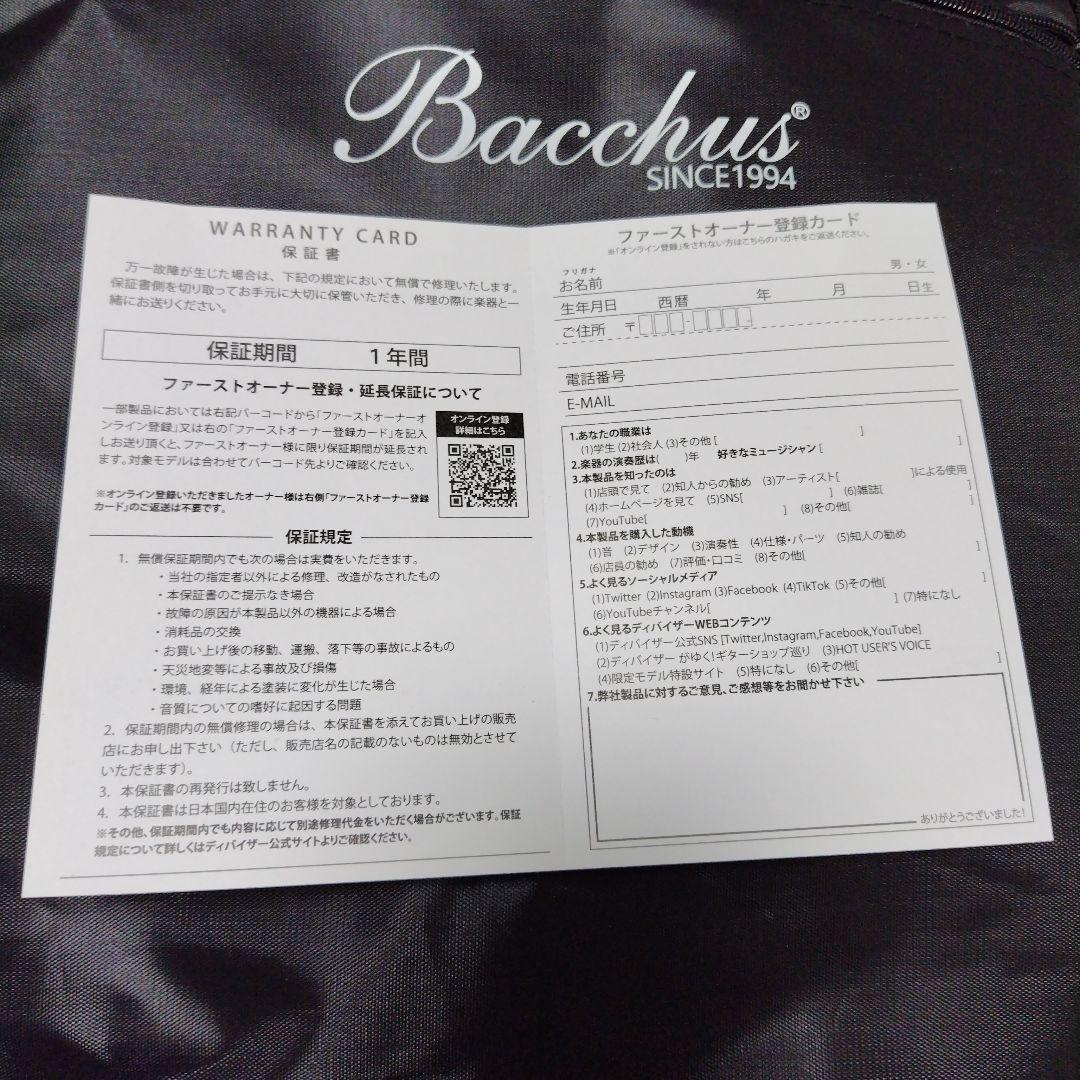 Bacchus®
SINCE1994
WARRANTY CARD
保証書
万一故障が生じた場合は、下記の規定において無償で修理いたします。
保証書側を切り取ってお手元に大切に保管いただき、修理の際に楽器と一
緒にお送りください。
保証期間 1年間
ファーストオーナー登録・延長保証について
一部製品においては右記バーコードから「ファーストオーナーオ
ンライン登録」又は右の「ファーストオーナー登録カード」を記入
しお送り頂くと、ファーストオーナー様に限り保証期間が延長され
ます。対象モデルは合わせてバーコード先よりご確認ください。
オンライン登録
詳細はこちら
※オンライン登録いただきましたオーナー様は右側「ファーストオーナー登録
カード」のご返送は不要です。
保証規定
1. 無償保証期間内でも次の場合は実費をいただきます。
・当社の指定者以外による修理、改造がなされたもの
・本保証書のご提示なき場合
・故障の原因が本製品以外の機器による場合
・消耗品の交換
・お買い上げ後の移動、運搬、落下等の事故によるもの
・天災地変等による事故及び損傷
・環境、経年による塗装に変化が生じた場合
・音質についての嗜好に起因する問題
2. 保証期間内の無償修理の場合は、本保証書を添えてお買い上げの販売
店にお申し出下さい（ただし、販売店名の記載のないものは無効とさせて
いただきます）。
3. 本保証書の再発行は致しません。
4. 本保証書は日本国内在住のお客様を対象としております。
※その他、保証期間内でも内容に応じて別途修理代金をいただく場合がございます。保証
規定について詳しくはディバイザー公式サイトよりご確認ください。
ファーストオーナー登録カード
※「オンライン登録」をされない方はこちらのハガキをご返送ください。
フリガナ
お名前 男・女
生年月日 西暦 年 月 日生
ご住所 〒
電話番号
E-MAIL
1.あなたの職業は
(1)学生 (2)社会人 (3)その他 [ ]
2.楽器の演奏歴は( )年 好きなミュージシャン [ ]
3.本製品を知ったのは
(1)店頭で見て (2)知人からの勧め (3)アーティスト[ ]による使用
(4)ホームページを見て (5)SNS[ ] (6)雑誌[ ]
(7)YouTube[ ] (8)その他[ ]
4.本製品を購入した動機
(1)音 (2)デザイン (3)演奏性 (4)仕様・パーツ (5)知人の勧め
(6)店員の勧め (7)評価・口コミ (8)その他[ ]
5.よく見るソーシャルメディア
(1)Twitter (2)Instagram (3)Facebook (4)TikTok (5)その他[ ]
(6)YouTubeチャンネル[ ] (7)特になし
6.よく見るディバイザーWEBコンテンツ
(1)ディバイザー公式SNS [Twitter,Instagram,Facebook,YouTube]
(2)ディバイザー がゆく!ギターショップ巡り (3)HOT USER'S VOICE
(4)限定モデル特設サイト (5)特になし (6)その他[ ]
7.弊社製品に対するご意見、ご感想等をお聞かせ下さい
ありがとうございました!